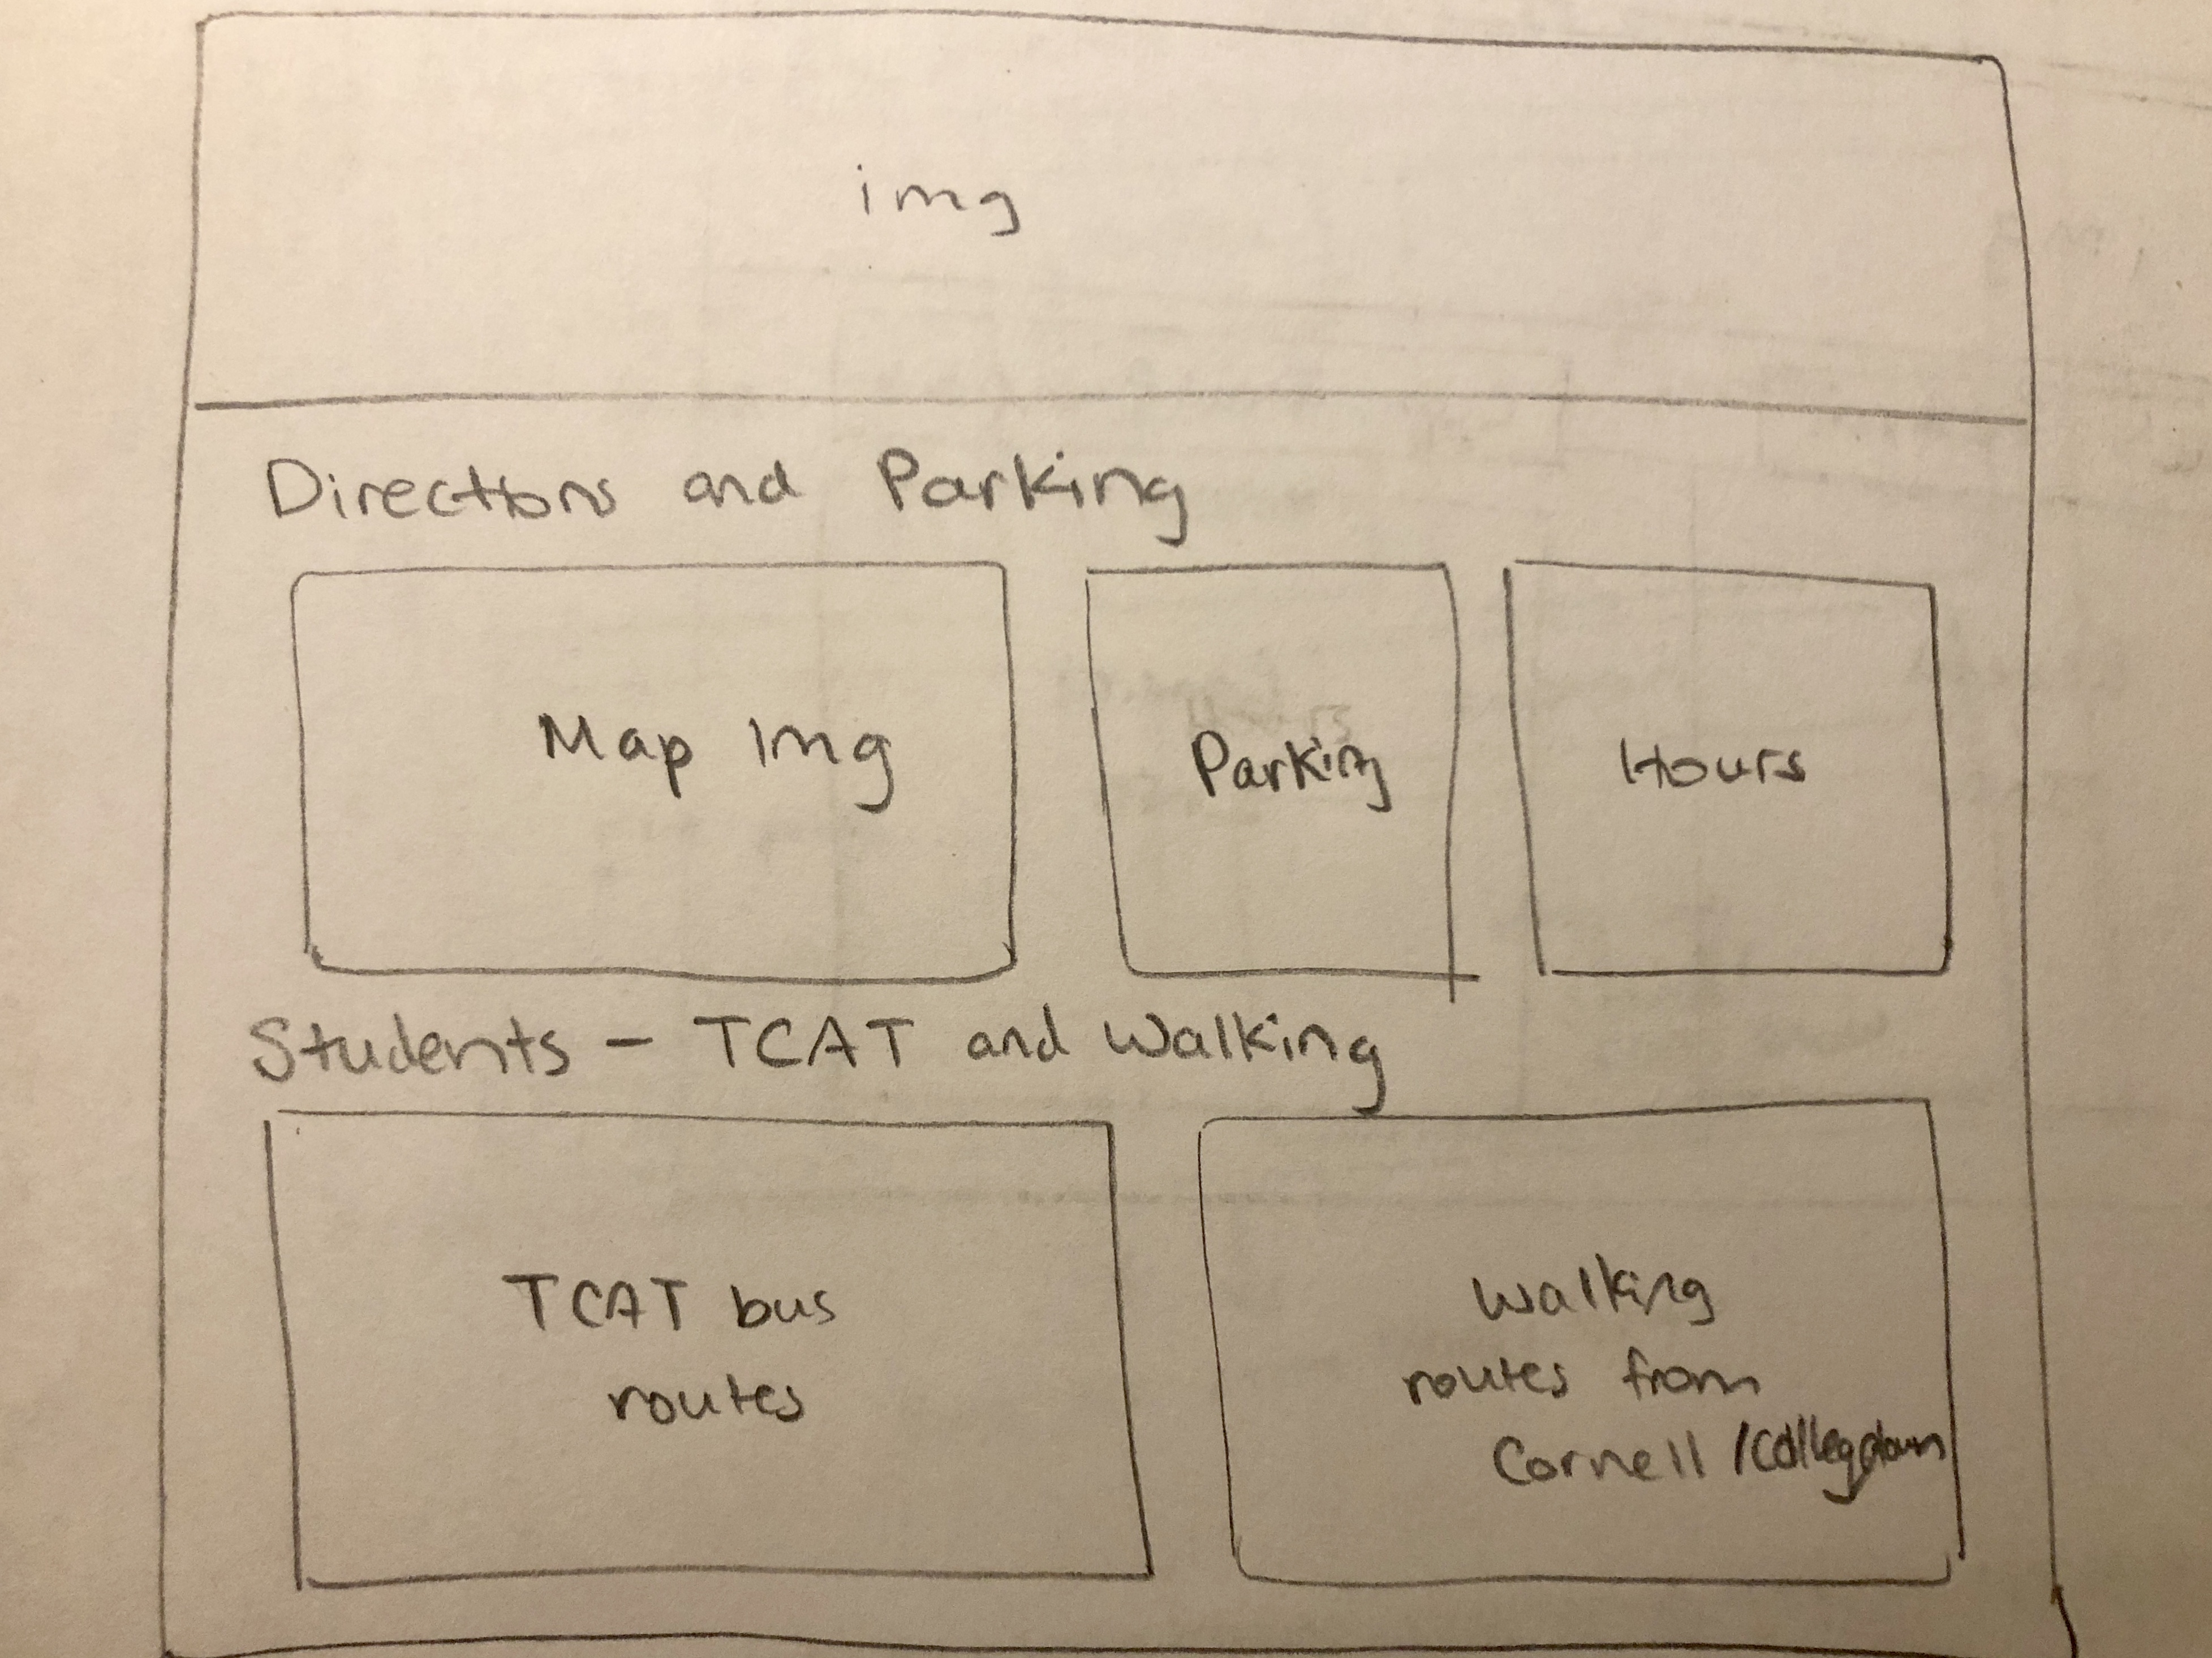 img
Directions and Parking
Map Img
Parking
Hours
Students - TCAT and Walking
TCAT bus
routes
Walking
routes from
Cornell /Collegetown